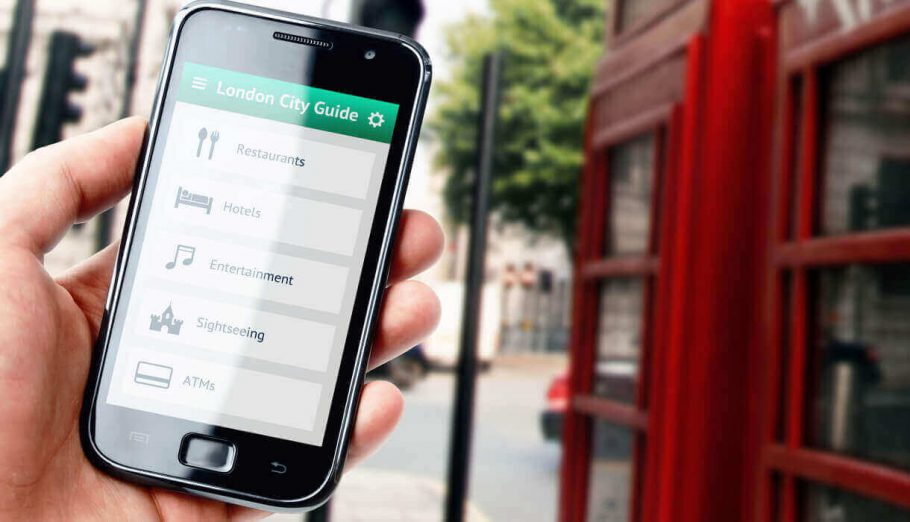 London City Guide
Restaurants
Hotels
Entertainment
Sightseeing
ATMs